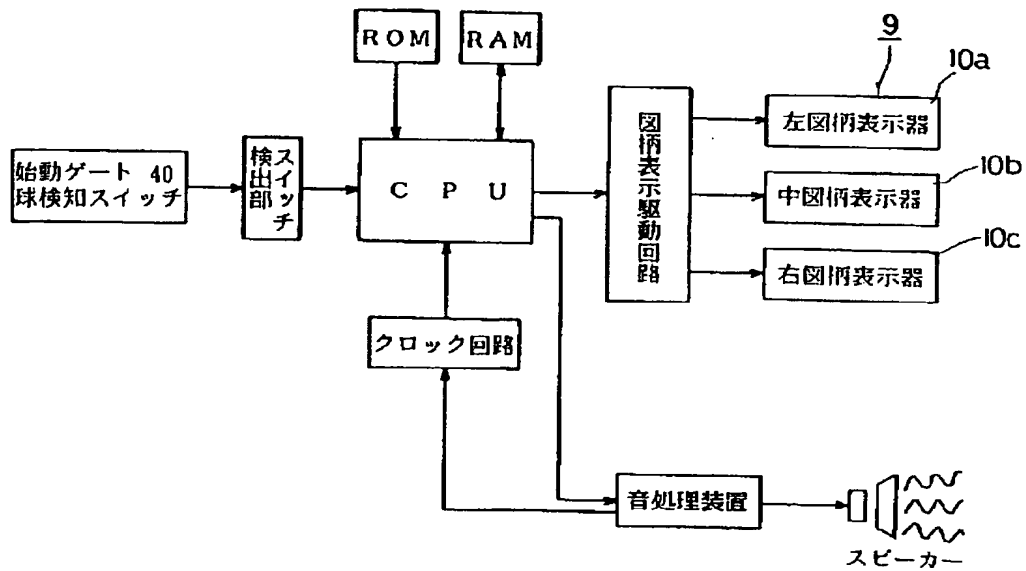 ROM
RAM
9
10a
左図柄表示器
始動ゲート 40
球検知スイッチ
スイッチ
検出部
CPU
図柄表示駆動回路
10b
中図柄表示器
10c
右図柄表示器
クロック回路
音処理装置
スピーカー